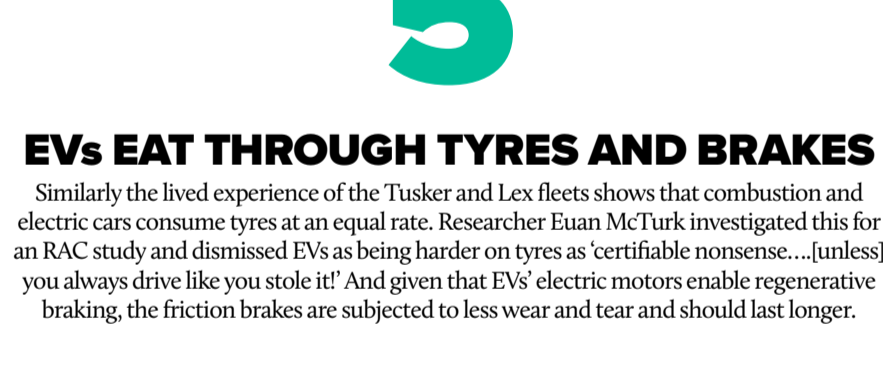 EVs EAT THROUGH TYRES AND BRAKES
Similarly the lived experience of the Tusker and Lex fleets shows that combustion and
electric cars consume tyres at an equal rate. Researcher Euan McTurk investigated this for
an RAC study and dismissed EVs as being harder on tyres as ‘certifiable nonsense….[unless]
you always drive like you stole it!’ And given that EVs’ electric motors enable regenerative
braking, the friction brakes are subjected to less wear and tear and should last longer.